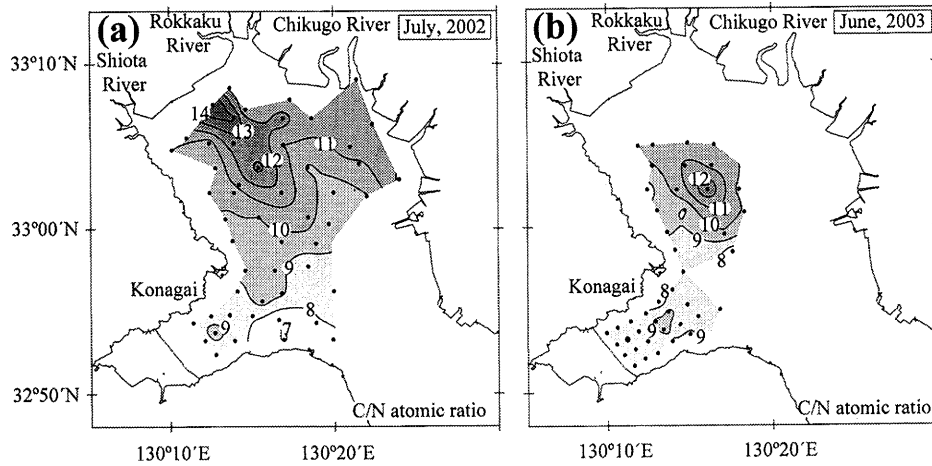 (a)
Rokkaku
River
Chikugo River
July, 2002
Shiota
River
33°10´N
33°00´N
32°50´N
14
13
12
11
10
9
8
9
7
Konagai
C/N atomic ratio
130°10´E
130°20´E
(b)
Rokkaku
River
Chikugo River
June, 2003
Shiota
River
12
11
10
9
8
8
9
9
Konagai
C/N atomic ratio
130°10´E
130°20´E